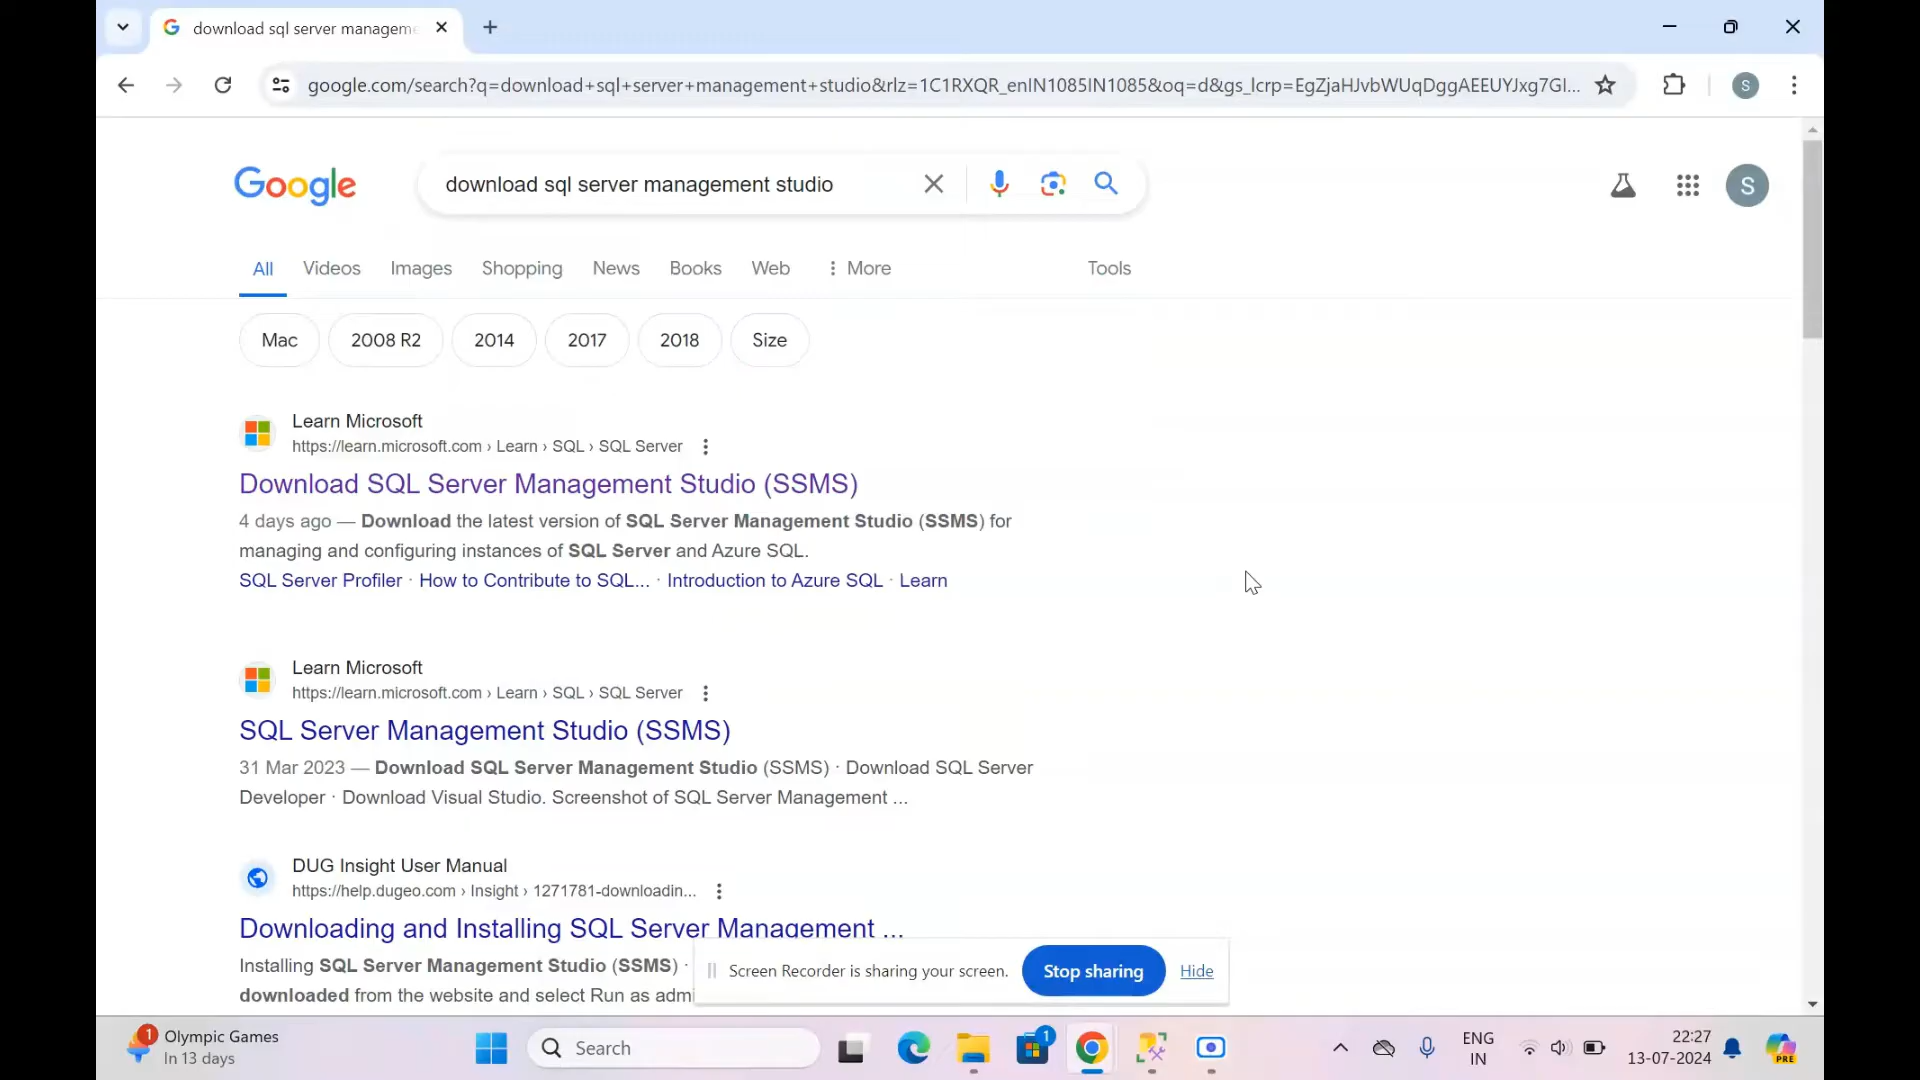 download sql server managem
google.com/search?q=download+sql+server+management+studio&rlz=1C1RXQR_enIN1085IN1085&oq=d&gs_lcrp=EgZjaHJvbWUqDggAEEUYJxg7GI...
S
Google
download sql server management studio
S
All Videos Images Shopping News Books Web More Tools
Mac 2008 R2 2014 2017 2018 Size
Learn Microsoft
https://learn.microsoft.com › Learn › SQL › SQL Server
Download SQL Server Management Studio (SSMS)
4 days ago — Download the latest version of SQL Server Management Studio (SSMS) for
managing and configuring instances of SQL Server and Azure SQL.
SQL Server Profiler · How to Contribute to SQL... · Introduction to Azure SQL · Learn
Learn Microsoft
https://learn.microsoft.com › Learn › SQL › SQL Server
SQL Server Management Studio (SSMS)
31 Mar 2023 — Download SQL Server Management Studio (SSMS) · Download SQL Server
Developer · Download Visual Studio. Screenshot of SQL Server Management ...
DUG Insight User Manual
https://help.dugeo.com › Insight › 1271781-downloadin...
Downloading and Installing SQL Server Management ...
Installing SQL Server Management Studio (SSMS) ·
downloaded from the website and select Run as admi
Screen Recorder is sharing your screen. Stop sharing Hide
1
Olympic Games
In 13 days
Search
1
ENG
IN
22:27
13-07-2024
PRE